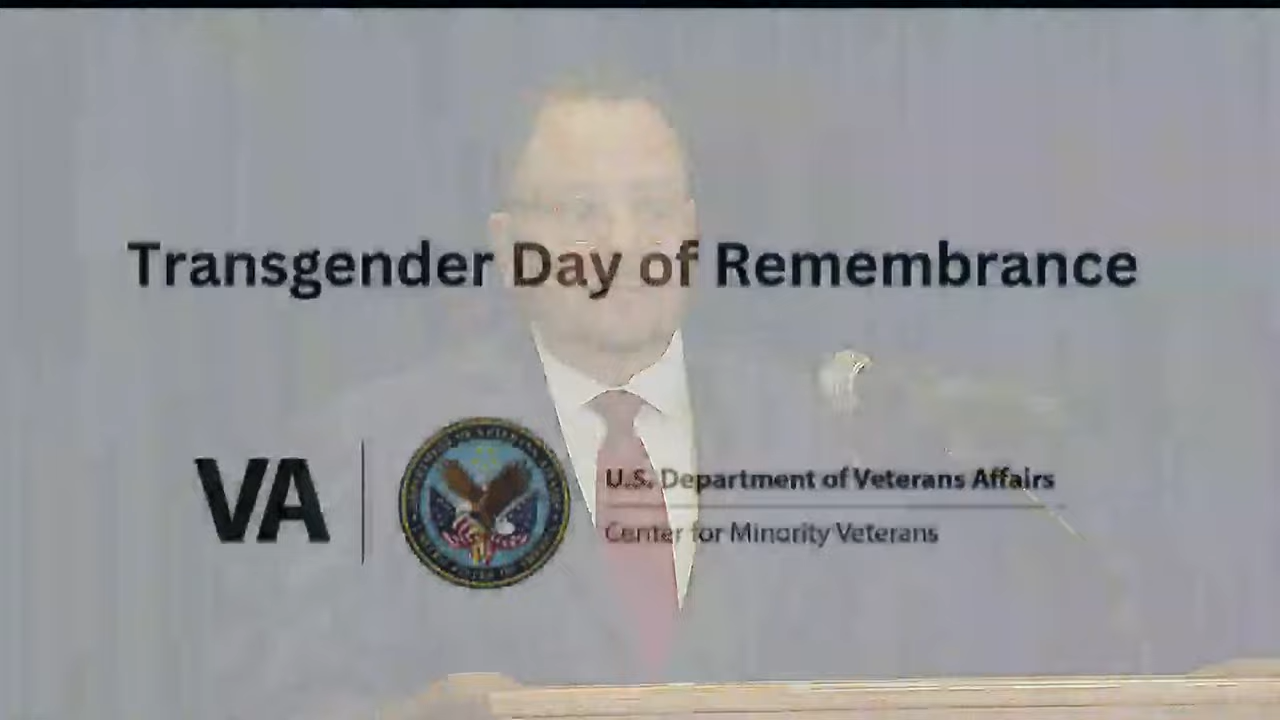 Transgender Day of Remembrance
VA
U.S. Department of Veterans Affairs
Center for Minority Veterans